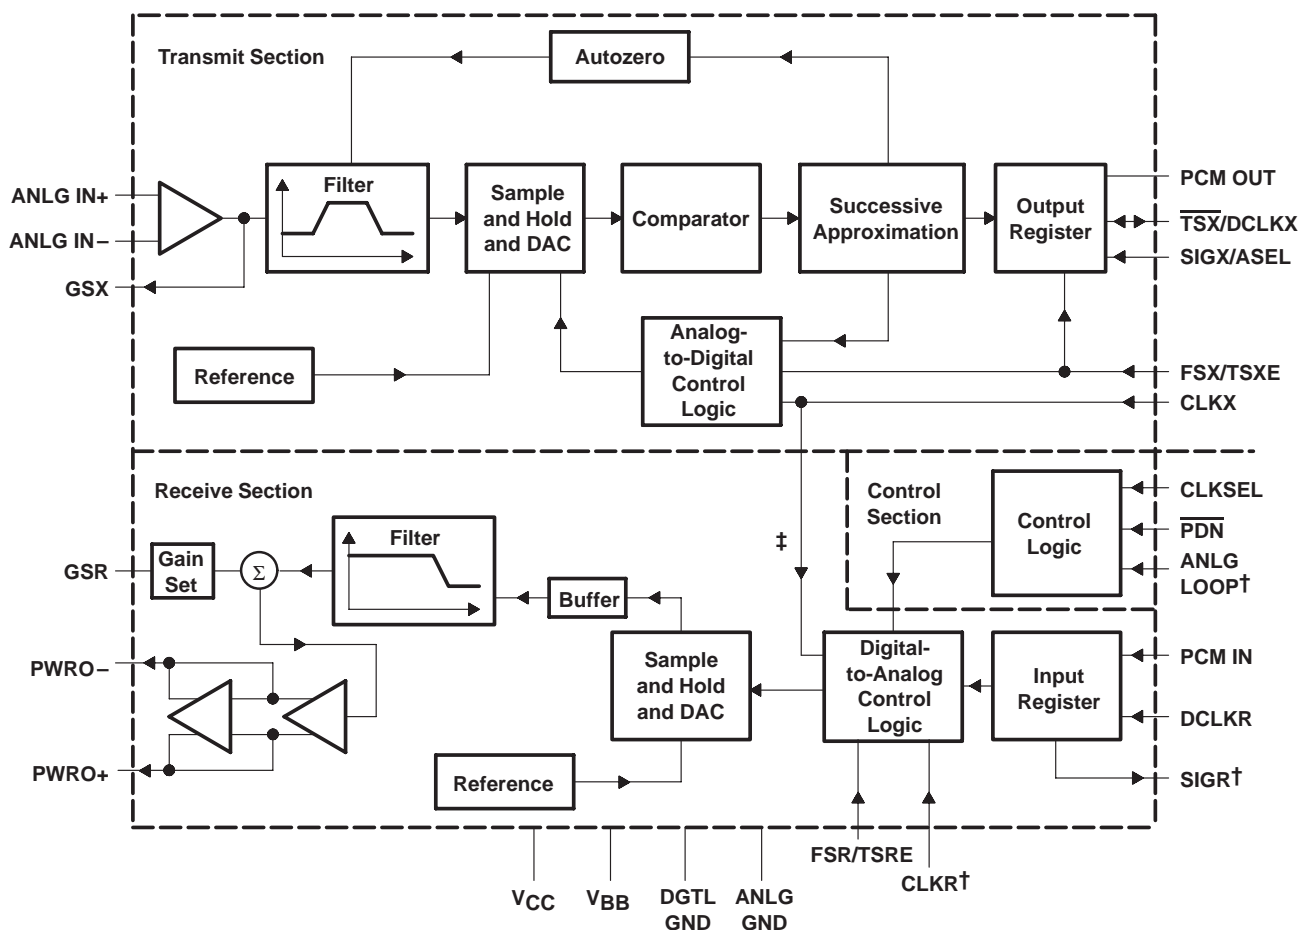 Transmit Section
Autozero
ANLG IN+
ANLG IN–
GSX
Filter
Sample
and Hold
and DAC
Comparator
Successive
Approximation
Output
Register
PCM OUT
T̅S̅X̅/DCLKX
SIGX/ASEL
Reference
Analog-
to-Digital
Control
Logic
FSX/TSXE
CLKX
Receive Section
Control
Section
Control
Logic
CLKSEL
P̅D̅N̅
ANLG
LOOP†
‡
GSR
Gain
Set
Σ
Filter
Buffer
PWRO–
PWRO+
Sample
and Hold
and DAC
Digital-
to-Analog
Control
Logic
Input
Register
PCM IN
DCLKR
SIGR†
Reference
VCC
VBB
DGTL
GND
ANLG
GND
FSR/TSRE
CLKR†